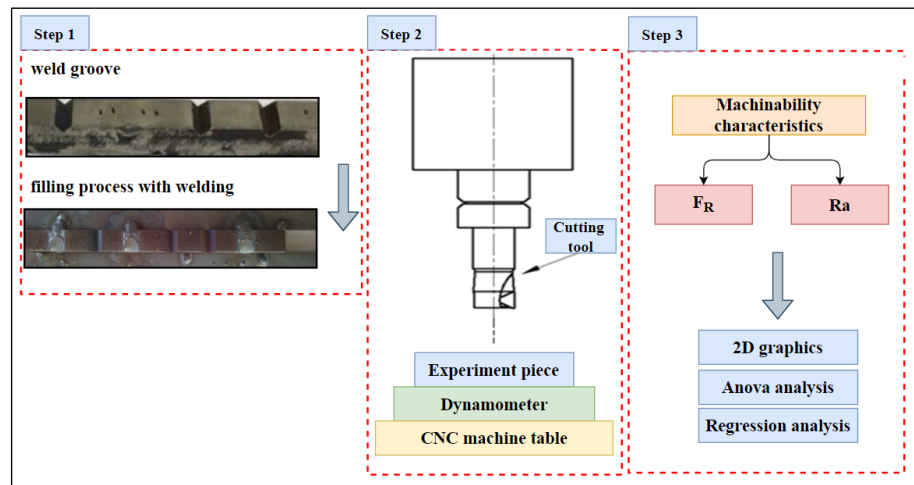 Step 1
weld groove
filling process with welding
Step 2
Cutting
tool
Experiment piece
Dynamometer
CNC machine table
Step 3
Machinability
characteristics
FR
Ra
2D graphics
Anova analysis
Regression analysis